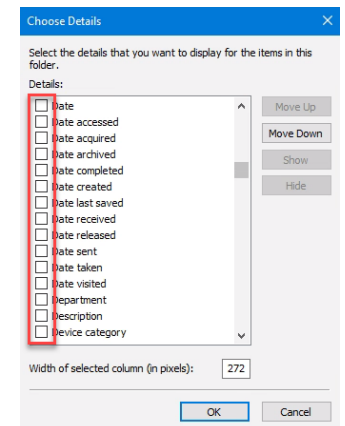 Choose Details
Select the details that you want to display for the items in this
folder.
Details:
Date
Date accessed
Date acquired
Date archived
Date completed
Date created
Date last saved
Date received
Date released
Date sent
Date taken
Date visited
Department
Description
Device category
Move Up
Move Down
Show
Hide
Width of selected column (in pixels): 272
OK Cancel